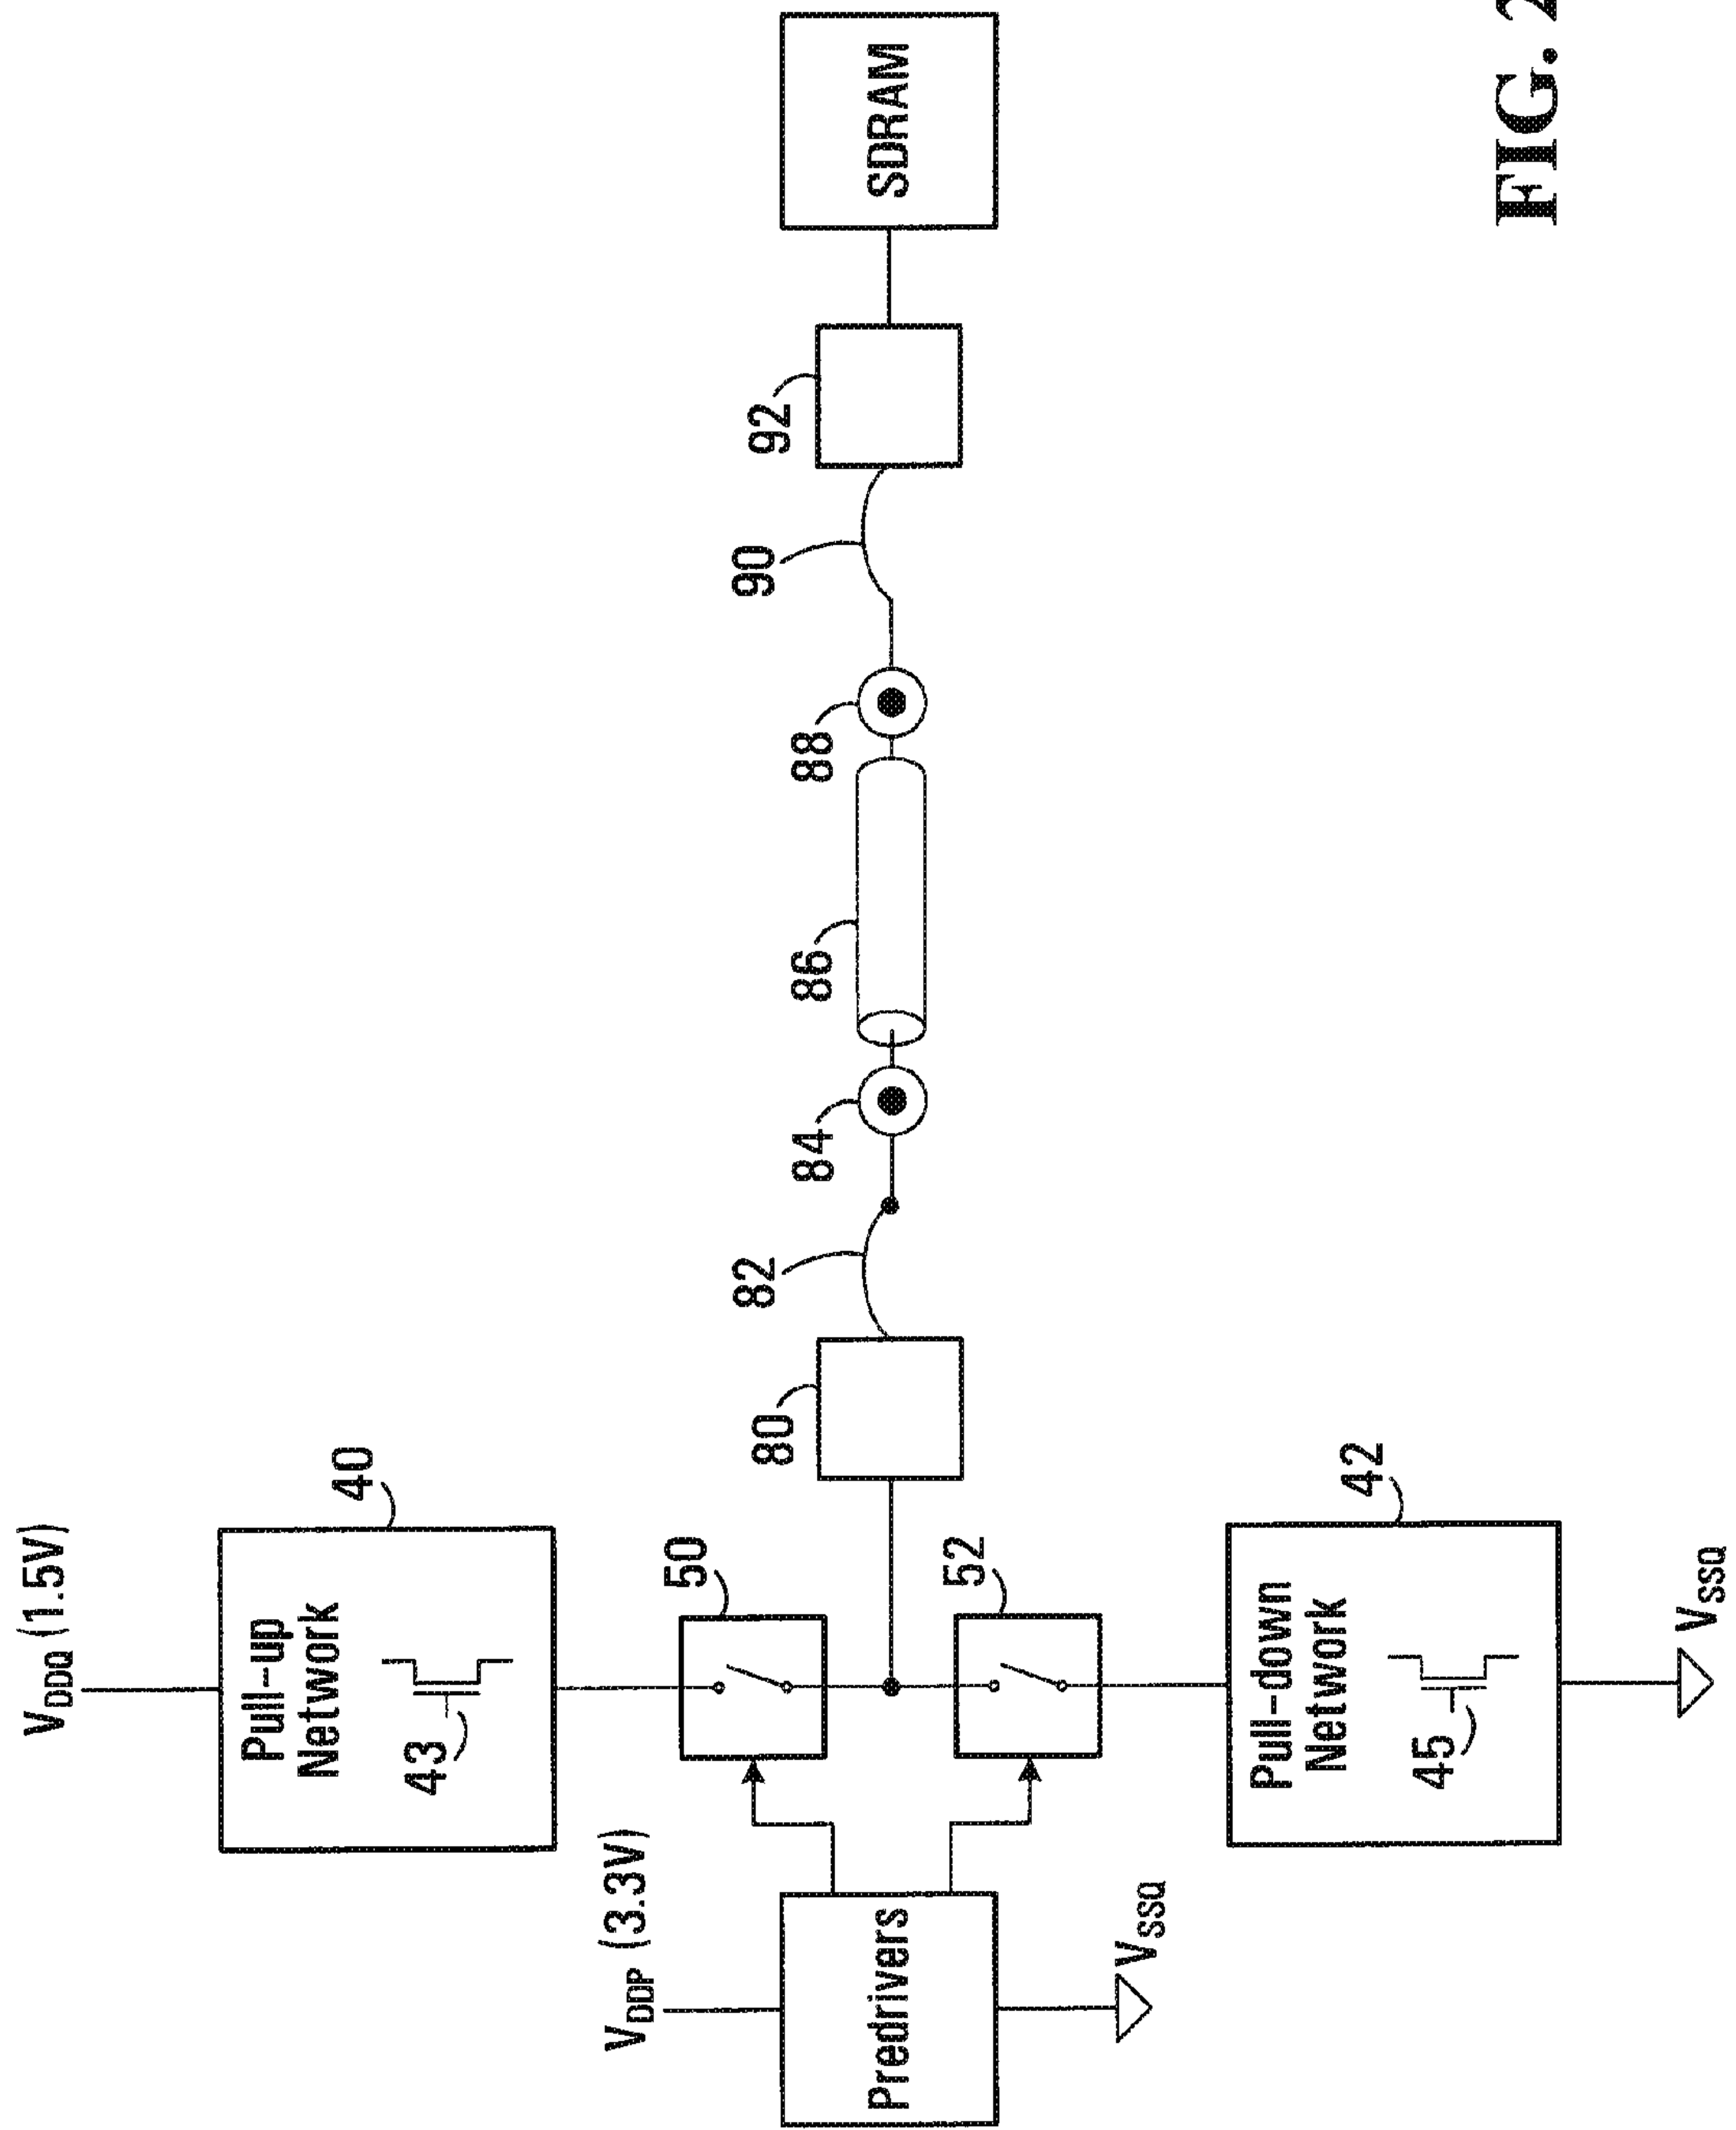 V_DDQ (1.5V)
Pull-up
Network
40
43
V_DDP (3.3V)
50
Predrivers
52
V_SSQ
Pull-down
Network
42
45
V_SSQ
80
82
84
86
88
90
92
SDRAM
FIG. 2